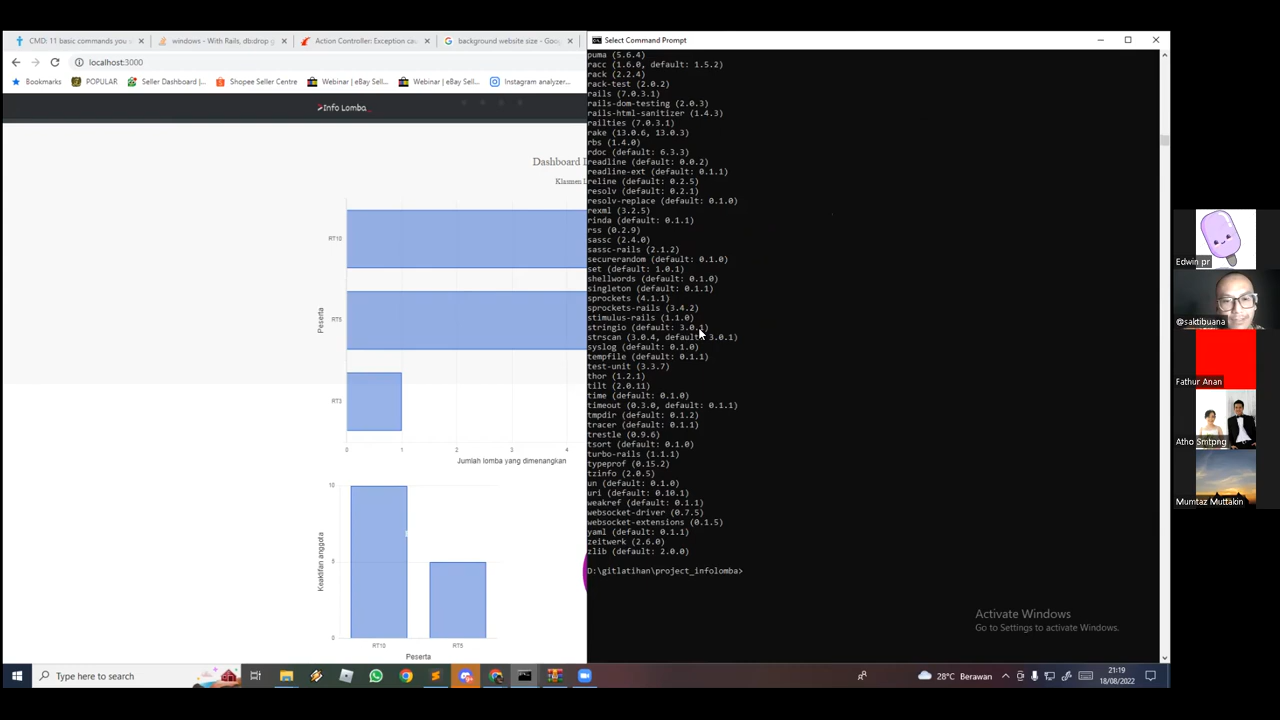 CMD: 11 basic commands you
windows - With Rails, db:drop g
Action Controller: Exception cau
background website size - Goo
localhost:3000
Bookmarks
POPULAR
Seller Dashboard |...
Shopee Seller Centre
Webinar | eBay Sell...
Webinar | eBay Sell...
Instagram analyzer...
>Info Lomba_
Dashboard
Klasmen
RT10
RT5
RT3
Peserta
0
1
2
3
4
Jumlah lomba yang dimenangkan
10
5
0
Keaktifan anggota
RT10
RT5
Peserta
Select Command Prompt
puma (5.6.4)
racc (1.6.0, default: 1.5.2)
rack (2.2.4)
rack-test (2.0.2)
rails (7.0.3.1)
rails-dom-testing (2.0.3)
rails-html-sanitizer (1.4.3)
railties (7.0.3.1)
rake (13.0.6, 13.0.3)
rbs (1.4.0)
rdoc (default: 6.3.3)
readline (default: 0.0.2)
readline-ext (default: 0.1.1)
reline (default: 0.2.5)
resolv (default: 0.2.1)
resolv-replace (default: 0.1.0)
rexml (3.2.5)
rinda (default: 0.1.1)
rss (0.2.9)
sassc (2.4.0)
sassc-rails (2.1.2)
securerandom (default: 0.1.0)
set (default: 1.0.1)
shellwords (default: 0.1.0)
singleton (default: 0.1.1)
sprockets (4.1.1)
sprockets-rails (3.4.2)
stimulus-rails (1.1.0)
stringio (default: 3.0.1)
strscan (3.0.4, default: 3.0.1)
syslog (default: 0.1.0)
tempfile (default: 0.1.1)
test-unit (3.3.7)
thor (1.2.1)
tilt (2.0.11)
time (default: 0.1.0)
timeout (0.3.0, default: 0.1.1)
tmpdir (default: 0.1.2)
tracer (default: 0.1.1)
trestle (0.9.6)
tsort (default: 0.1.0)
turbo-rails (1.1.1)
typeprof (0.15.2)
tzinfo (2.0.5)
un (default: 0.1.0)
uri (default: 0.10.1)
weakref (default: 0.1.1)
websocket-driver (0.7.5)
websocket-extensions (0.1.5)
yaml (default: 0.1.1)
zeitwerk (2.6.0)
zlib (default: 2.0.0)
D:\gitlatihan\project_infolomba>
Activate Windows
Go to Settings to activate Windows.
Edwin pr
@saktibuana
Fathur Anan
Atho Smtpng
Mumtaz Muttakin
Type here to search
28°C Berawan
21:19
18/08/2022